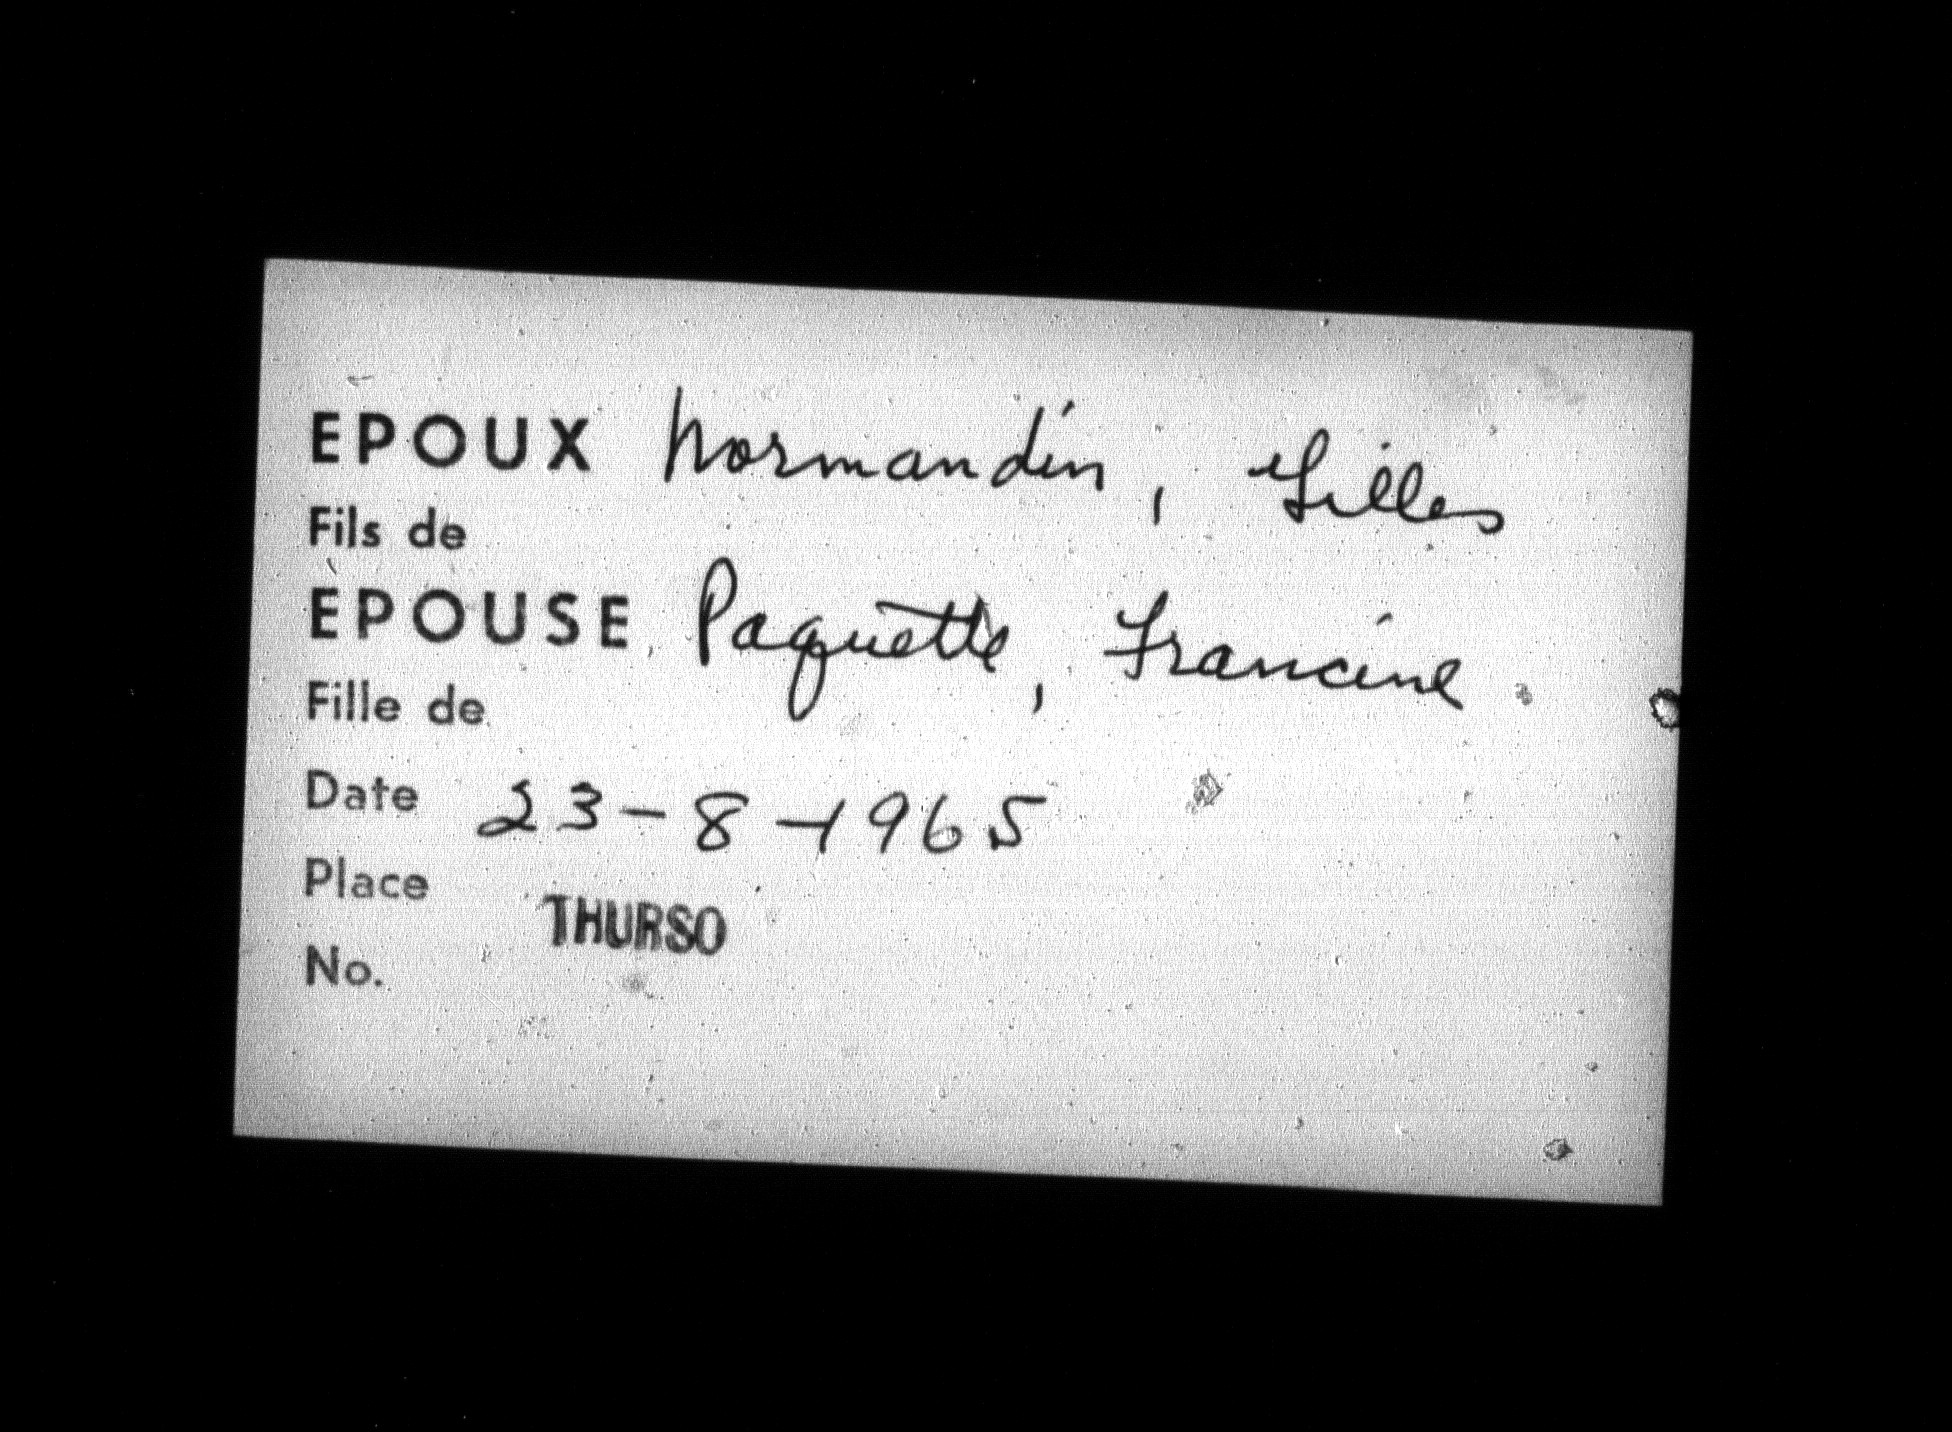 EPOUX Normandin, Gilles
Fils de
EPOUSE Paquette, Francine
Fille de
Date 23-8-1965
Place THURSO
No.